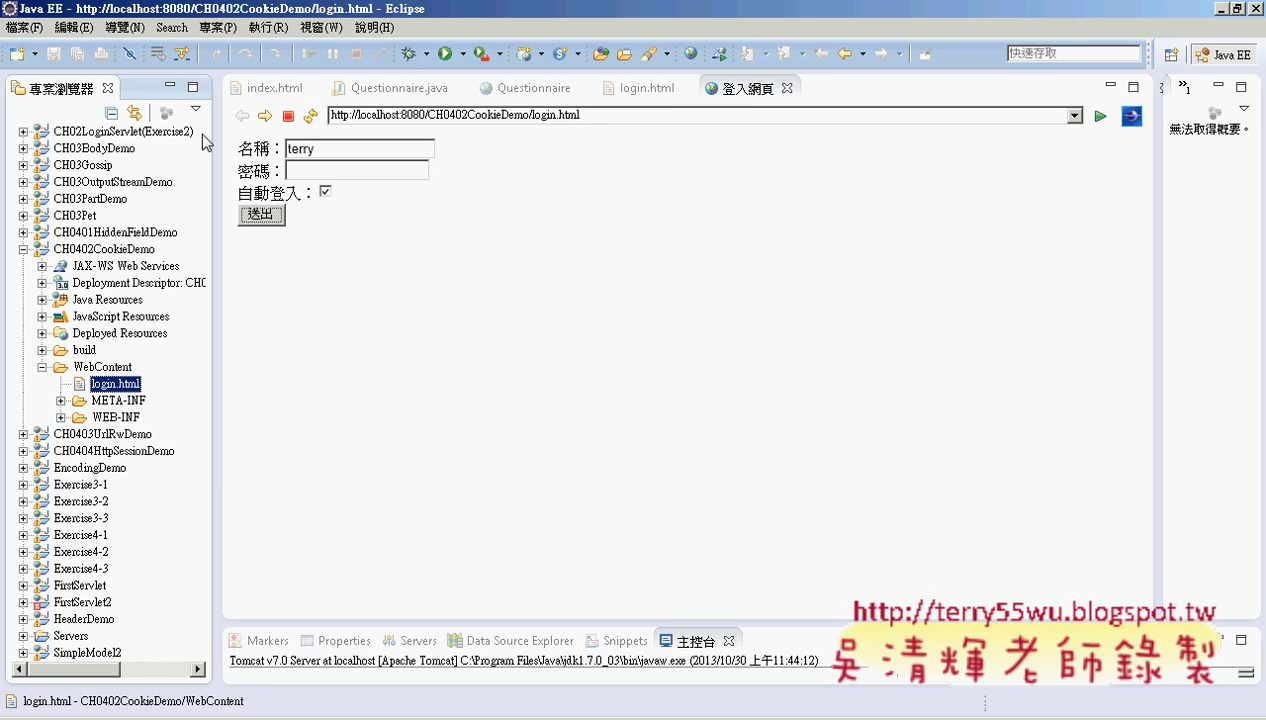 Java EE - http://localhost:8080/CH0402CookieDemo/login.html - Eclipse
檔案(F) 編輯(E) 導覽(N) Search 專案(P) 執行(R) 視窗(W) 說明(H)
快速存取
Java EE
專案瀏覽器
index.html
Questionnaire.java
Questionnaire
login.html
登入網頁
»1
http://localhost:8080/CH0402CookieDemo/login.html
無法取得概要。
名稱：terry
密碼：
自動登入：
送出
CH02LoginServlet(Exercise2)
CH03BodyDemo
CH03Gossip
CH03OutputStreamDemo
CH03PartDemo
CH03Pet
CH0401HiddenFieldDemo
CH0402CookieDemo
JAX-WS Web Services
Deployment Descriptor: CH0
Java Resources
JavaScript Resources
Deployed Resources
build
WebContent
login.html
META-INF
WEB-INF
CH0403UrlRwDemo
CH0404HttpSessionDemo
EncodingDemo
Exercise3-1
Exercise3-2
Exercise3-3
Exercise4-1
Exercise4-2
Exercise4-3
FirstServlet
FirstServlet2
HeaderDemo
Servers
SimpleModel2
Markers
Properties
Servers
Data Source Explorer
Snippets
主控台
Tomcat v7.0 Server at localhost [Apache Tomcat] C:\Program Files\Java\jdk1.7.0_03\bin\javaw.exe (2013/10/30 上午11:44:12)
http://terry55wu.blogspot.tw
吳清輝老師錄製
login.html - CH0402CookieDemo/WebContent